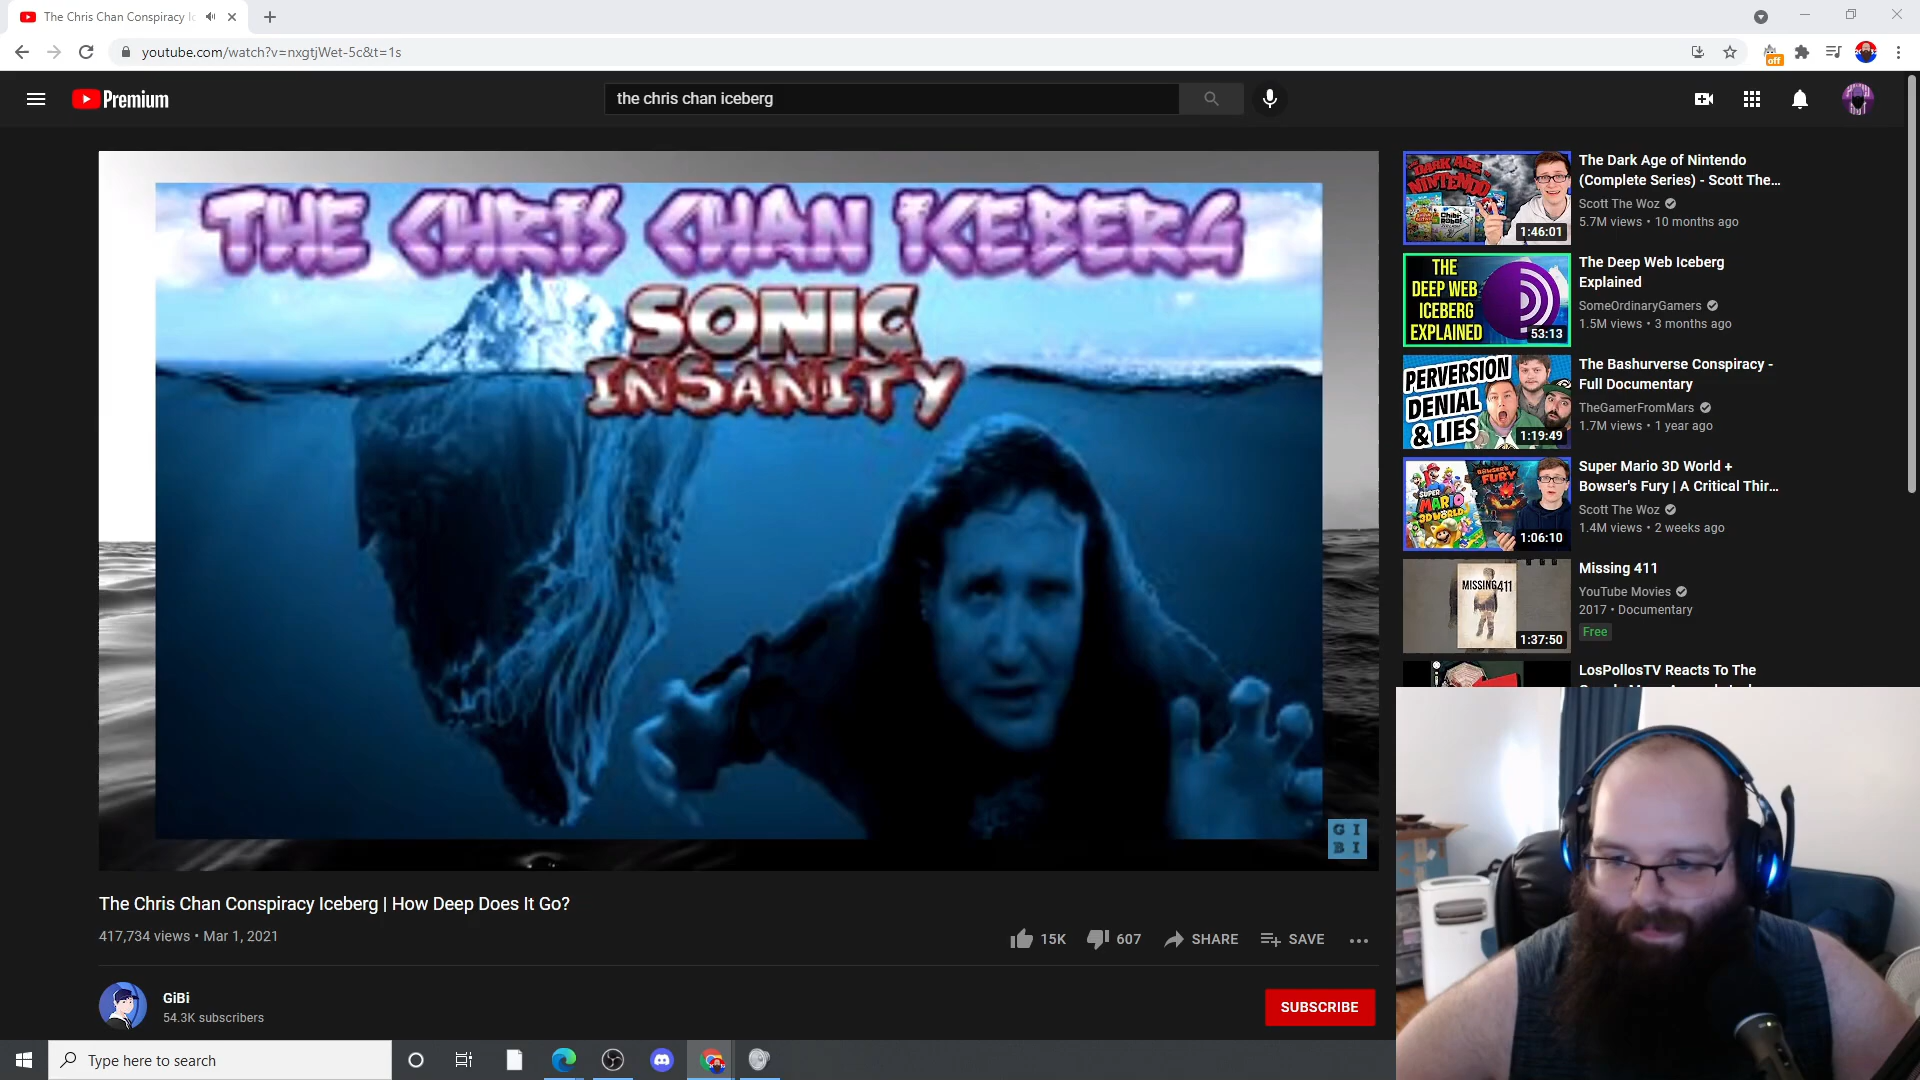 The Chris Chan Conspiracy Ic
youtube.com/watch?v=nxgtjWet-5c&t=1s
off
Premium
the chris chan iceberg
THE CHRIS CHAN ICEBERG
SONIC
INSANITY
GI
BI
The Chris Chan Conspiracy Iceberg | How Deep Does It Go?
417,734 views • Mar 1, 2021
15K
607
SHARE
SAVE
GiBi
54.3K subscribers
SUBSCRIBE
DARK AGE
NINTENDO
1:46:01
The Dark Age of Nintendo
(Complete Series) - Scott The...
Scott The Woz
5.7M views • 10 months ago
THE
DEEP WEB
ICEBERG
EXPLAINED
53:13
The Deep Web Iceberg
Explained
SomeOrdinaryGamers
1.5M views • 3 months ago
PERVERSION
DENIAL
& LIES
1:19:49
The Bashurverse Conspiracy -
Full Documentary
TheGamerFromMars
1.7M views • 1 year ago
SUPER
MARIO
3D WORLD
BOWSER'S
FURY
1:06:10
Super Mario 3D World +
Bowser's Fury | A Critical Thir...
Scott The Woz
1.4M views • 2 weeks ago
MISSING411
1:37:50
Missing 411
YouTube Movies
2017 • Documentary
Free
LosPollosTV Reacts To The
Type here to search